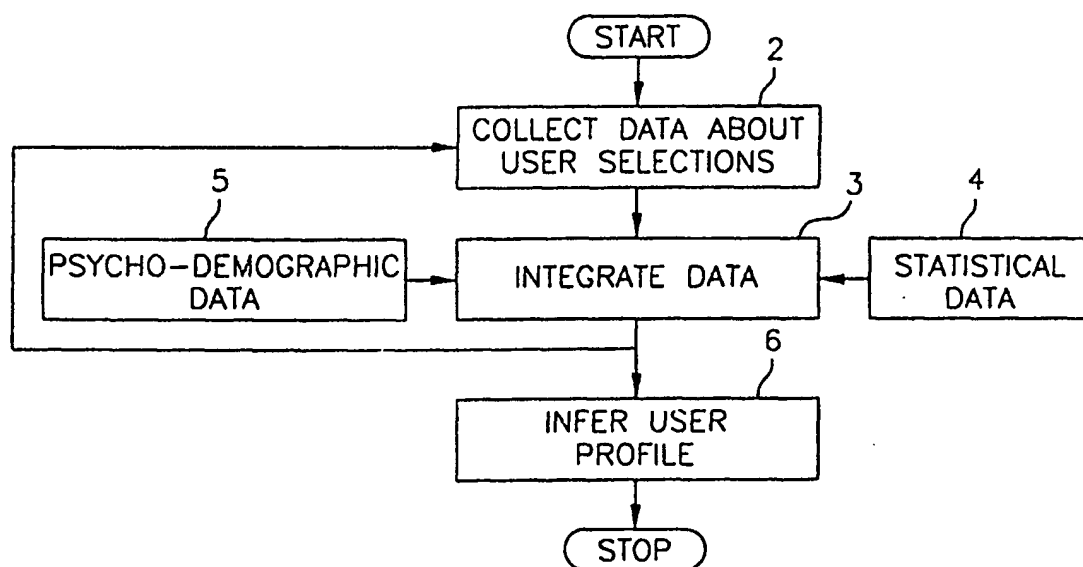 START
2
COLLECT DATA ABOUT
USER SELECTIONS
5
3
4
PSYCHO-DEMOGRAPHIC
DATA
INTEGRATE DATA
STATISTICAL
DATA
6
INFER USER
PROFILE
STOP